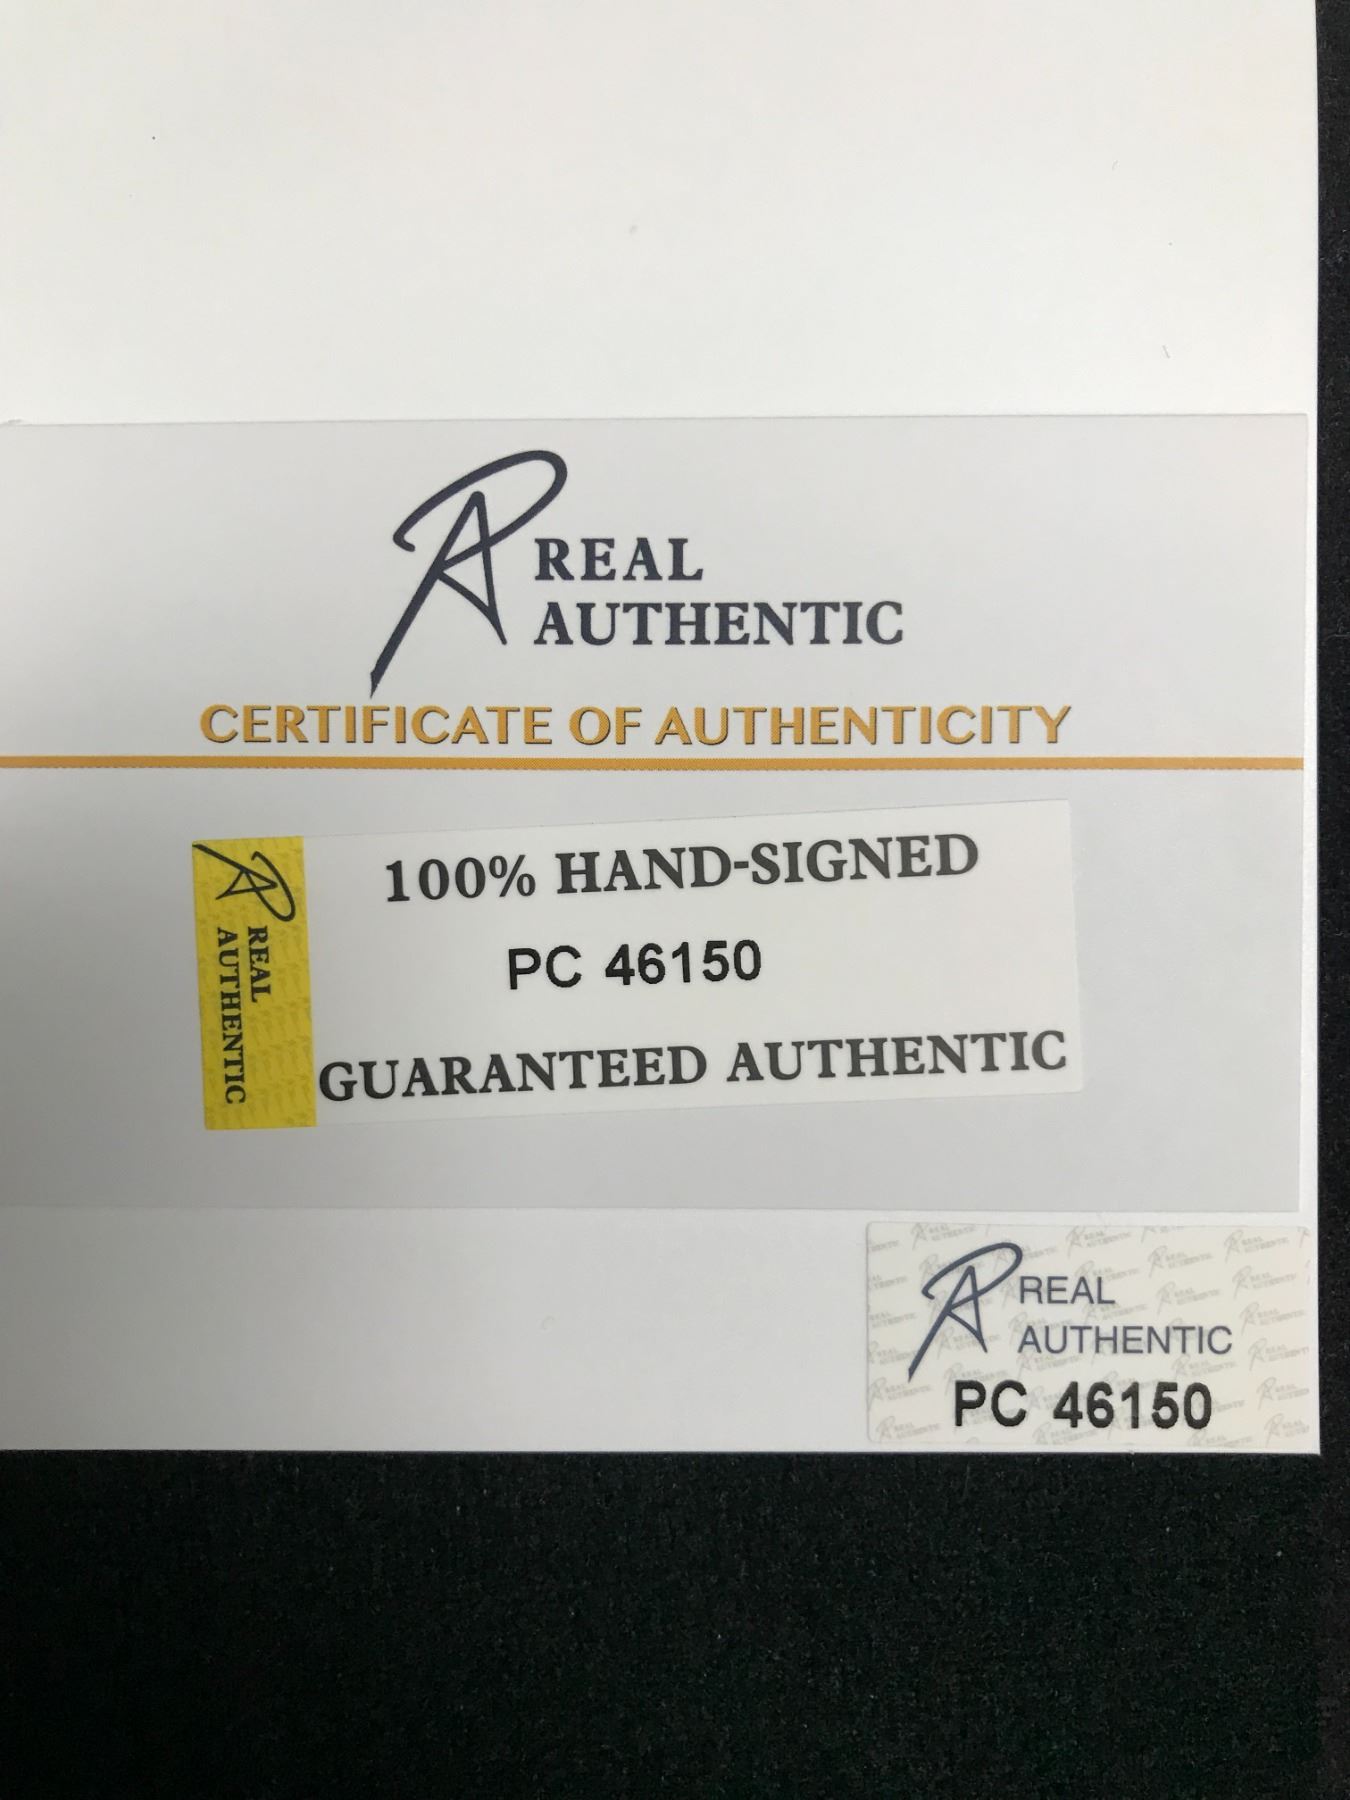 REAL
AUTHENTIC
CERTIFICATE OF AUTHENTICITY
REAL
AUTHENTIC
100% HAND-SIGNED
PC 46150
GUARANTEED AUTHENTIC
REAL
AUTHENTIC
PC 46150